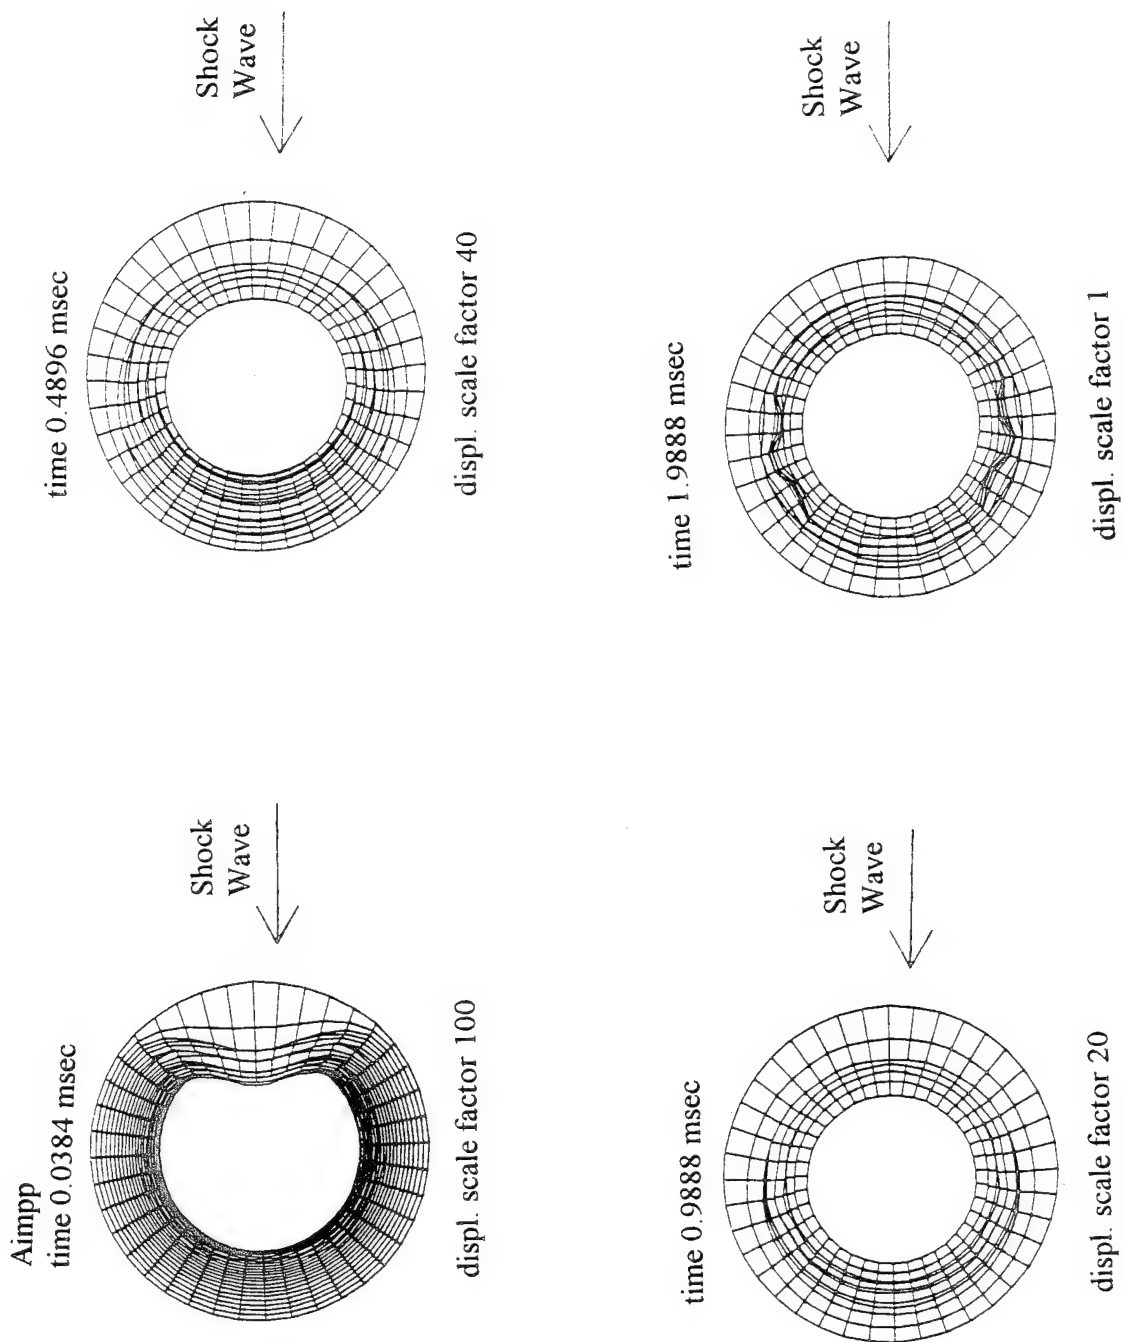 Aimpp
time 0.0384 msec
Shock
Wave
displ. scale factor 100
time 0.4896 msec
Shock
Wave
displ. scale factor 40
time 0.9888 msec
Shock
Wave
displ. scale factor 20
time 1.9888 msec
Shock
Wave
displ. scale factor 1